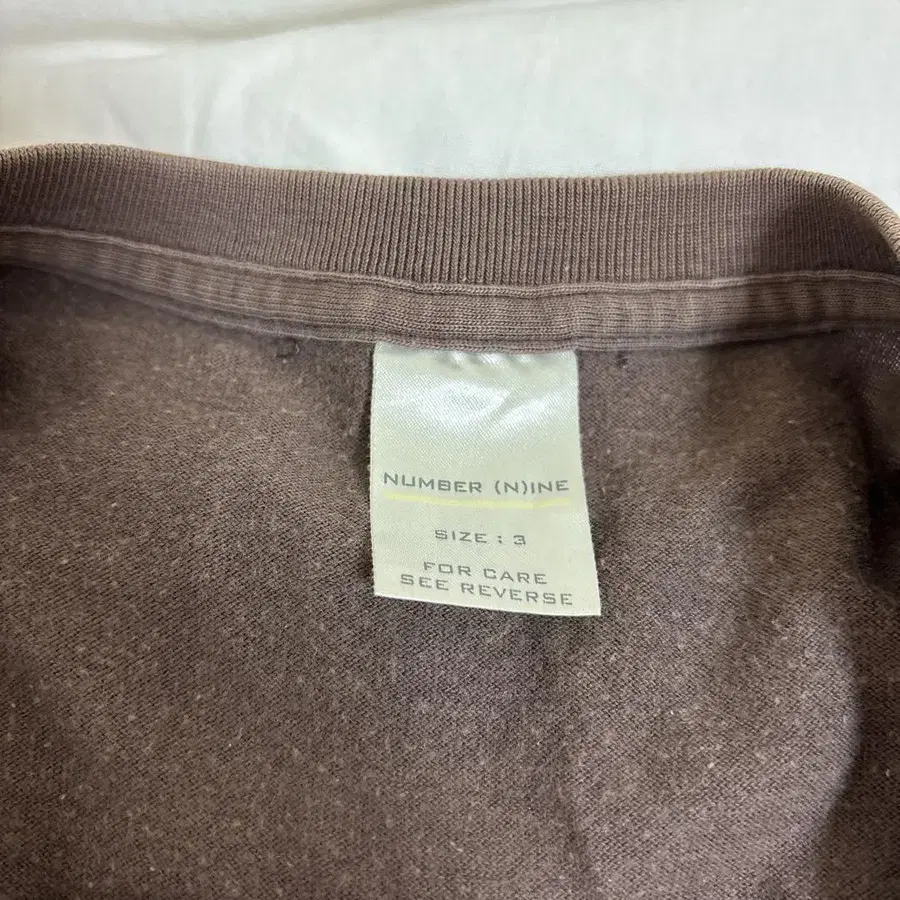 NUMBER (N)INE
SIZE : 3
FOR CARE
SEE REVERSE